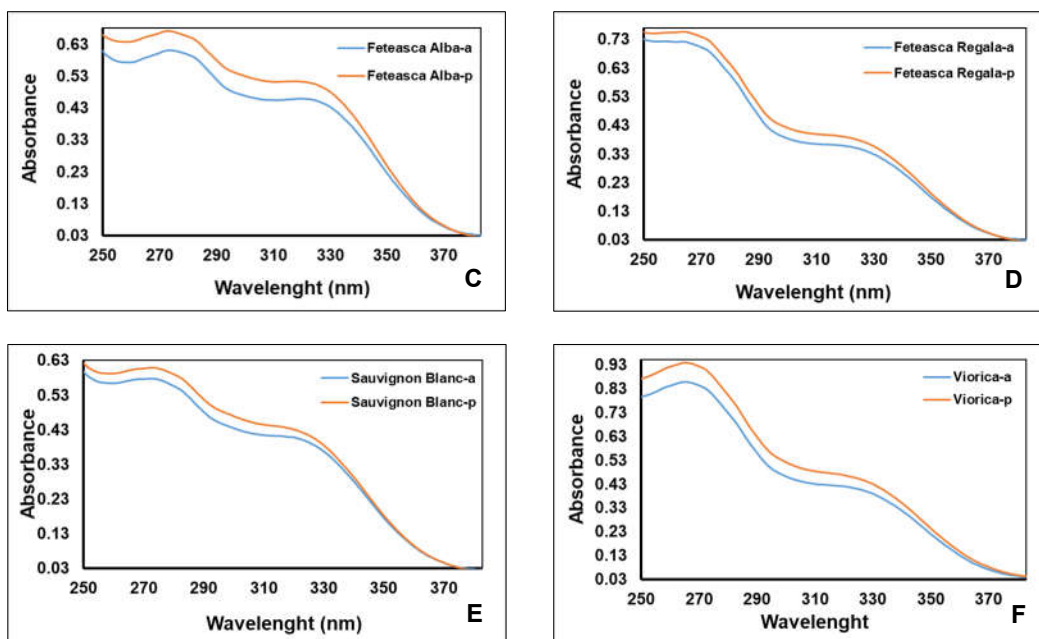 Absorbance
0.63
0.53
0.43
0.33
0.23
0.13
0.03
Feteasca Alba-a
Feteasca Alba-p
250 270 290 310 330 350 370
Wavelenght (nm)
C
Absorbance
0.73
0.63
0.53
0.43
0.33
0.23
0.13
0.03
Feteasca Regala-a
Feteasca Regala-p
250 270 290 310 330 350 370
Wavelenght (nm)
D
Absorbance
0.63
0.53
0.43
0.33
0.23
0.13
0.03
Sauvignon Blanc-a
Sauvignon Blanc-p
250 270 290 310 330 350 370
Wavelenght (nm)
E
Absorbance
0.93
0.83
0.73
0.63
0.53
0.43
0.33
0.23
0.13
0.03
Viorica-a
Viorica-p
250 270 290 310 330 350 370
Wavelenght
F